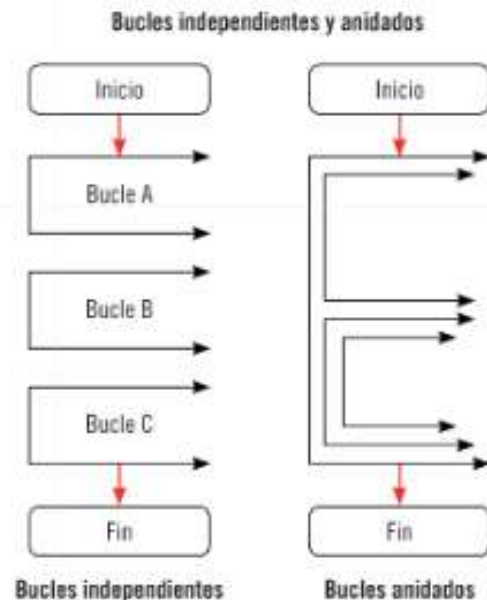 Bucles independientes y anidados
Inicio
Bucle A
Bucle B
Bucle C
Fin
Bucles independientes
Inicio
Fin
Bucles anidados